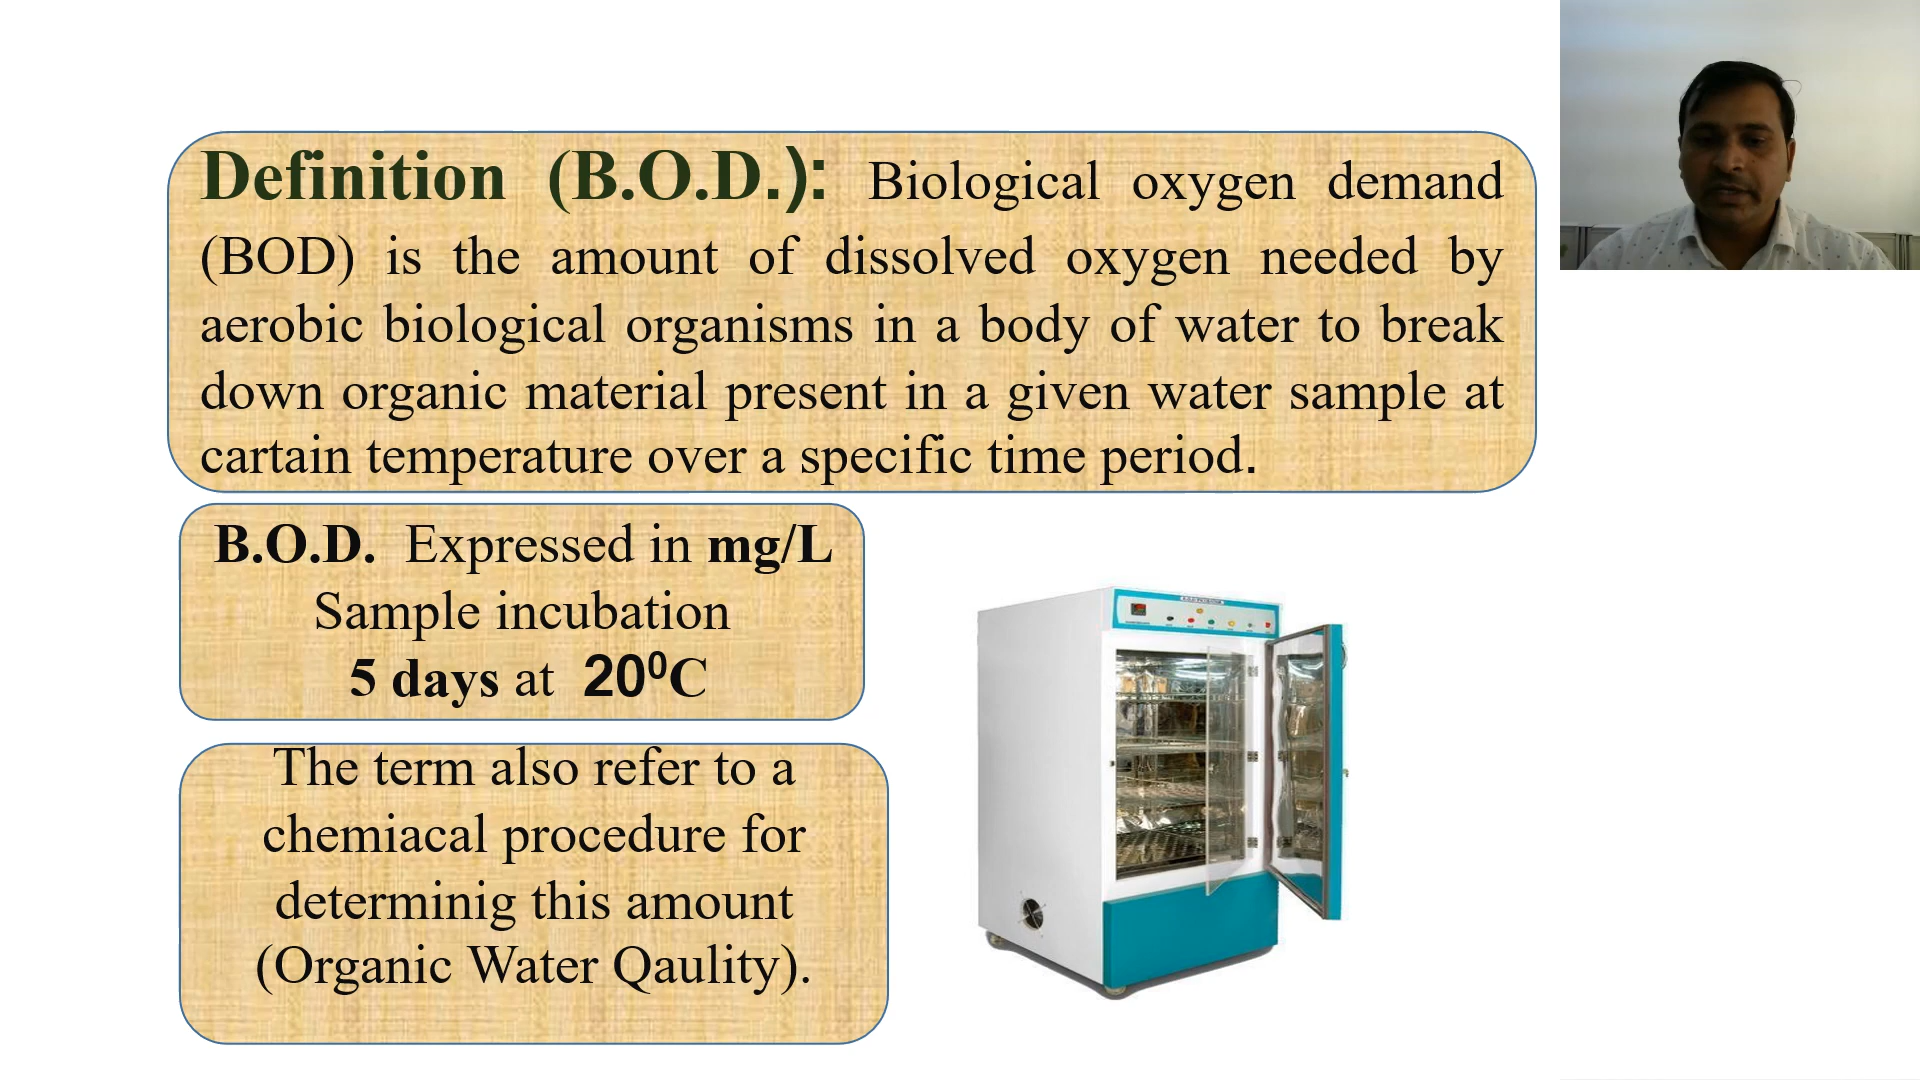 Definition (B.O.D.): Biological oxygen demand
(BOD) is the amount of dissolved oxygen needed by
aerobic biological organisms in a body of water to break
down organic material present in a given water sample at
cartain temperature over a specific time period.
B.O.D. Expressed in mg/L
Sample incubation
5 days at 20⁰C
The term also refer to a
chemiacal procedure for
determinig this amount
(Organic Water Qaulity).